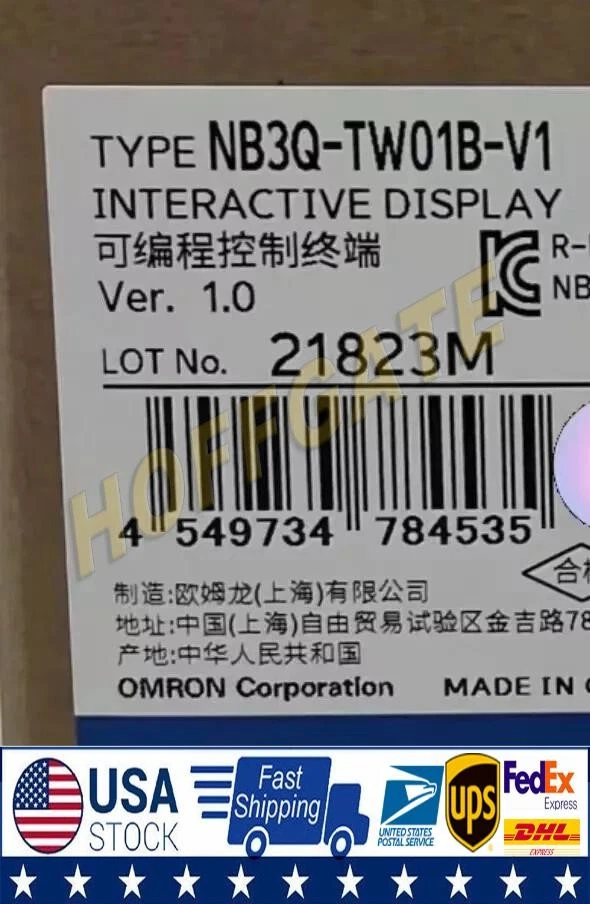 TYPE NB3Q-TW01B-V1
INTERACTIVE DISPLAY
可编程控制终端
R-
Ver. 1.0
NB
LOT No. 21823M
HOFFGATE
4 549734 784535
合格
制造:欧姆龙(上海)有限公司
地址:中国(上海)自由贸易试验区金吉路78
产地:中华人民共和国
OMRON Corporation MADE IN
USA
STOCK
Fast
Shipping
UNITED STATES
POSTAL SERVICE
ups
FedEx
Express
DHL
EXPRESS